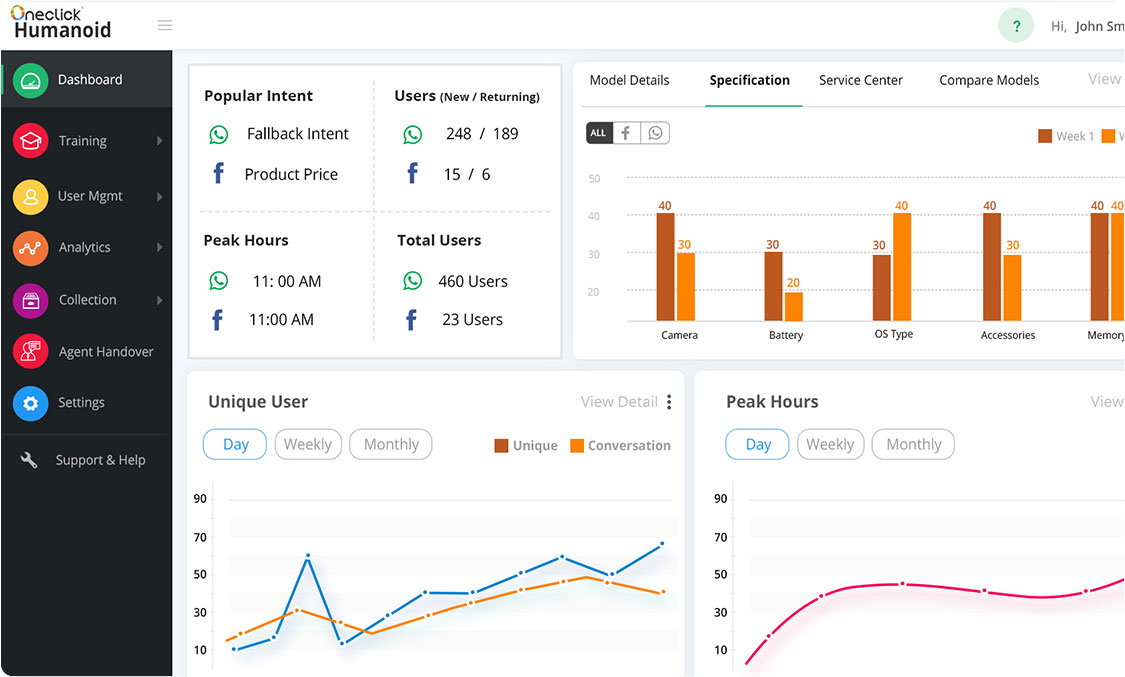 Oneclick
Humanoid
?
Hi, John Sm
Dashboard
Training
User Mgmt
Analytics
Collection
Agent Handover
Settings
Support & Help
Popular Intent
Fallback Intent
Product Price
Users (New / Returning)
248 / 189
15 / 6
Peak Hours
11: 00 AM
11:00 AM
Total Users
460 Users
23 Users
Model Details Specification Service Center Compare Models View
ALL
Week 1 W
50
40
30
20
40 30 30 20 30 40 40 30 40 40
Camera Battery OS Type Accessories Memory
Unique User View Detail
Day Weekly Monthly
Unique Conversation
90
70
50
30
10
Peak Hours View
Day Weekly Monthly
90
70
50
30
10